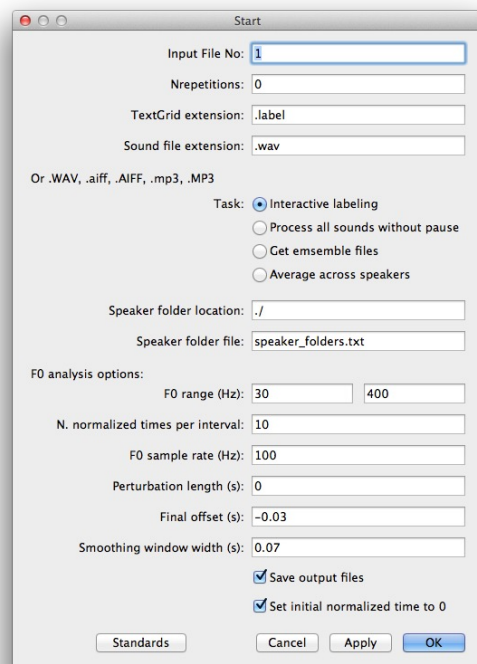 Start
Input File No: 1
Nrepetitions: 0
TextGrid extension: .label
Sound file extension: .wav
Or .WAV, .aiff, .AIFF, .mp3, .MP3
Task: Interactive labeling
Process all sounds without pause
Get emsemble files
Average across speakers
Speaker folder location: ./
Speaker folder file: speaker_folders.txt
F0 analysis options:
F0 range (Hz): 30 400
N. normalized times per interval: 10
F0 sample rate (Hz): 100
Perturbation length (s): 0
Final offset (s): -0.03
Smoothing window width (s): 0.07
Save output files
Set initial normalized time to 0
Standards Cancel Apply OK